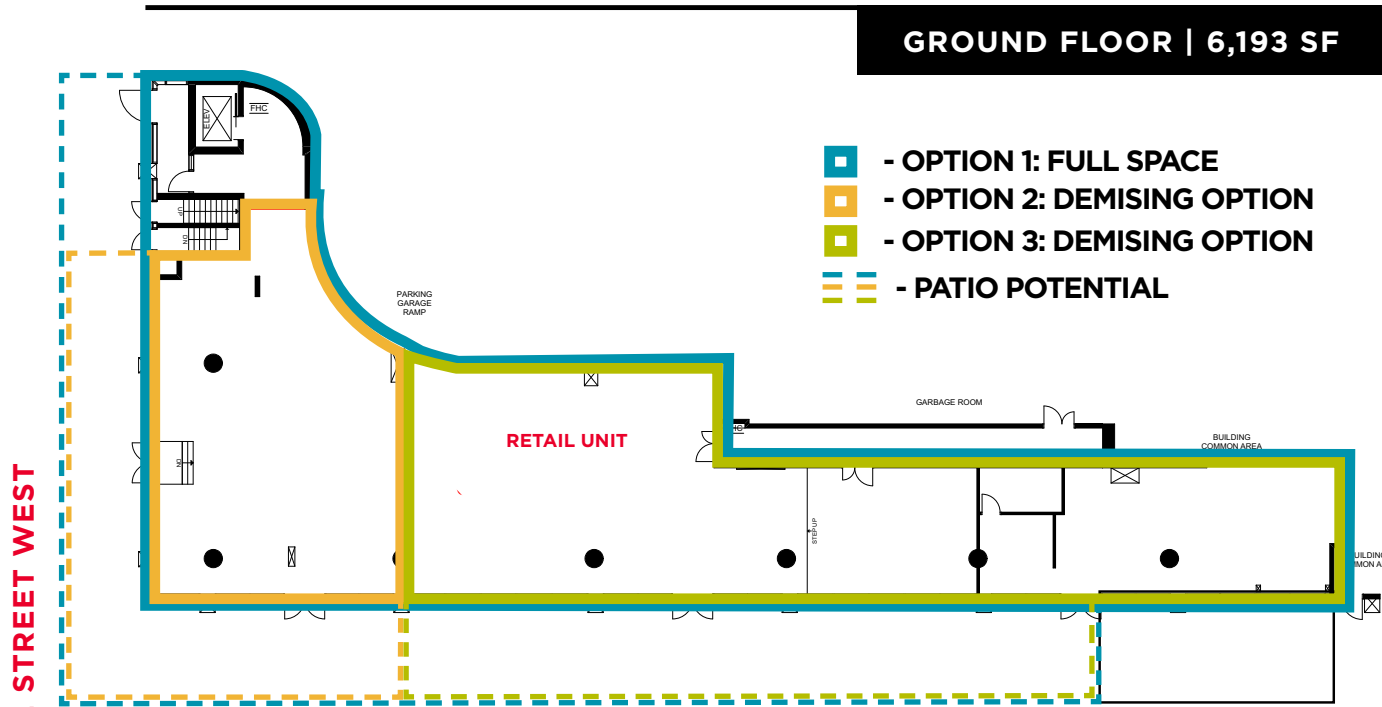 GROUND FLOOR | 6,193 SF
- OPTION 1: FULL SPACE
- OPTION 2: DEMISING OPTION
- OPTION 3: DEMISING OPTION
- PATIO POTENTIAL
ELEV
FHC
UP
DN
PARKING
GARAGE
RAMP
GARBAGE ROOM
BUILDING
COMMON AREA
RETAIL UNIT
DN
STEP UP
STREET WEST